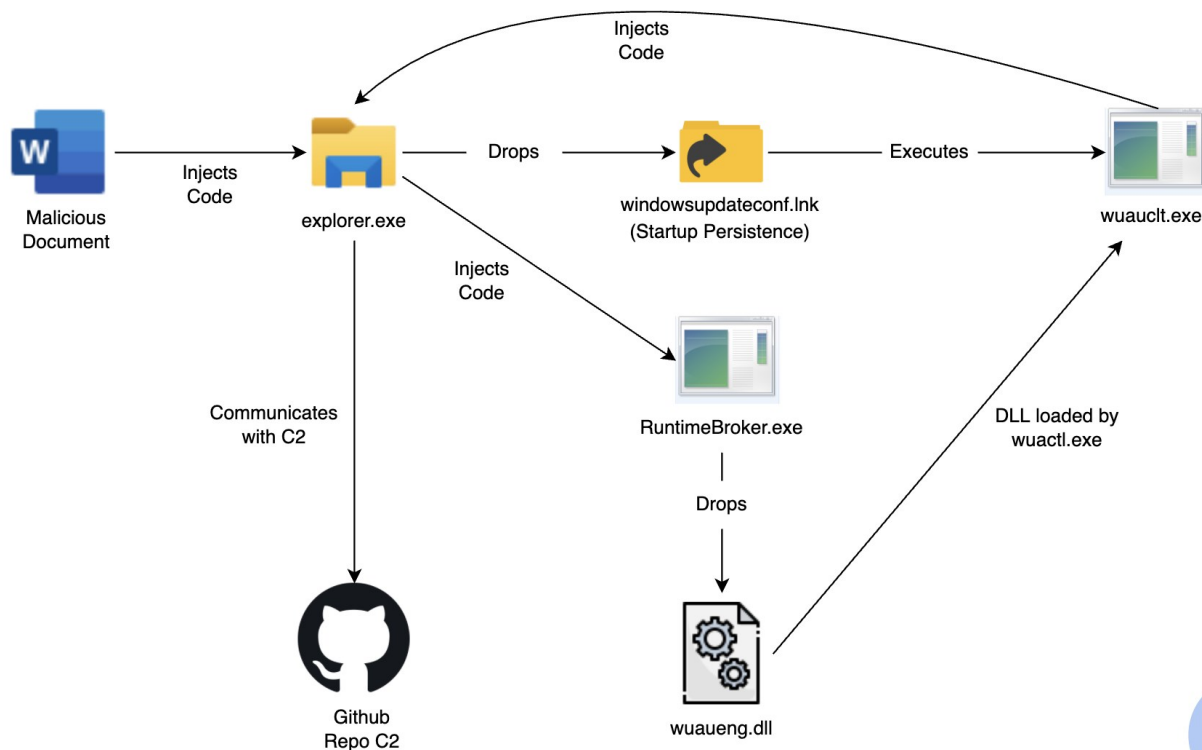 Injects
Code
W
Malicious
Document
Injects
Code
explorer.exe
Drops
windowsupdateconf.lnk
(Startup Persistence)
Executes
wuauclt.exe
Injects
Code
RuntimeBroker.exe
Communicates
with C2
DLL loaded by
wuactl.exe
Drops
Github
Repo C2
wuaueng.dll